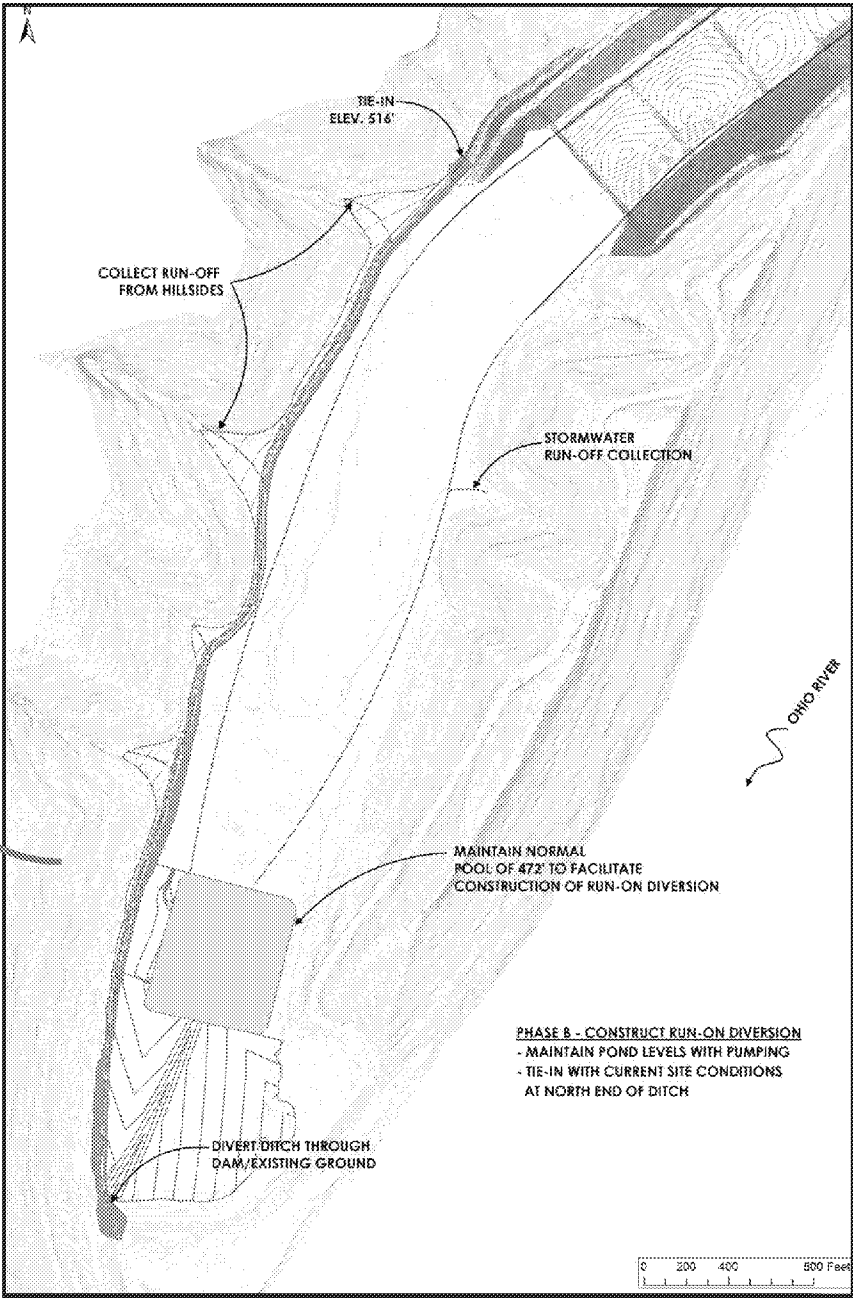 N
TIE-IN
ELEV. 516'
COLLECT RUN-OFF
FROM HILLSIDES
STORMWATER
RUN-OFF COLLECTION
OHIO RIVER
MAINTAIN NORMAL
POOL OF 472' TO FACILITATE
CONSTRUCTION OF RUN-ON DIVERSION
PHASE B - CONSTRUCT RUN-ON DIVERSION
- MAINTAIN POND LEVELS WITH PUMPING
- TIE-IN WITH CURRENT SITE CONDITIONS
AT NORTH END OF DITCH
DIVERT DITCH THROUGH
DAM/EXISTING GROUND
0 200 400 800 Feet